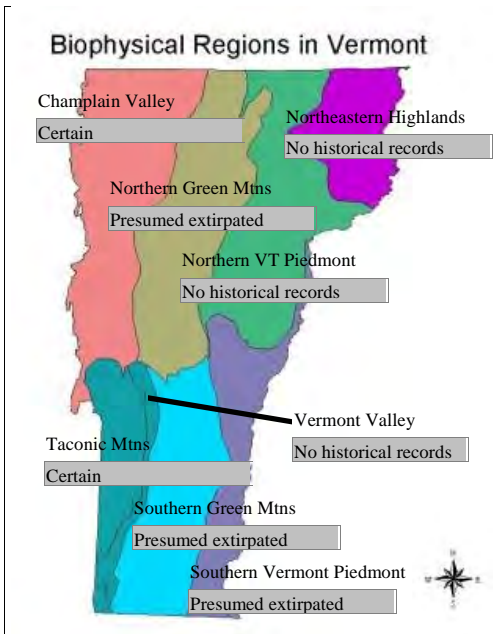 Biophysical Regions in Vermont
Champlain Valley
Certain
Northeastern Highlands
No historical records
Northern Green Mtns
Presumed extirpated
Northern VT Piedmont
No historical records
Vermont Valley
No historical records
Taconic Mtns
Certain
Southern Green Mtns
Presumed extirpated
Southern Vermont Piedmont
Presumed extirpated